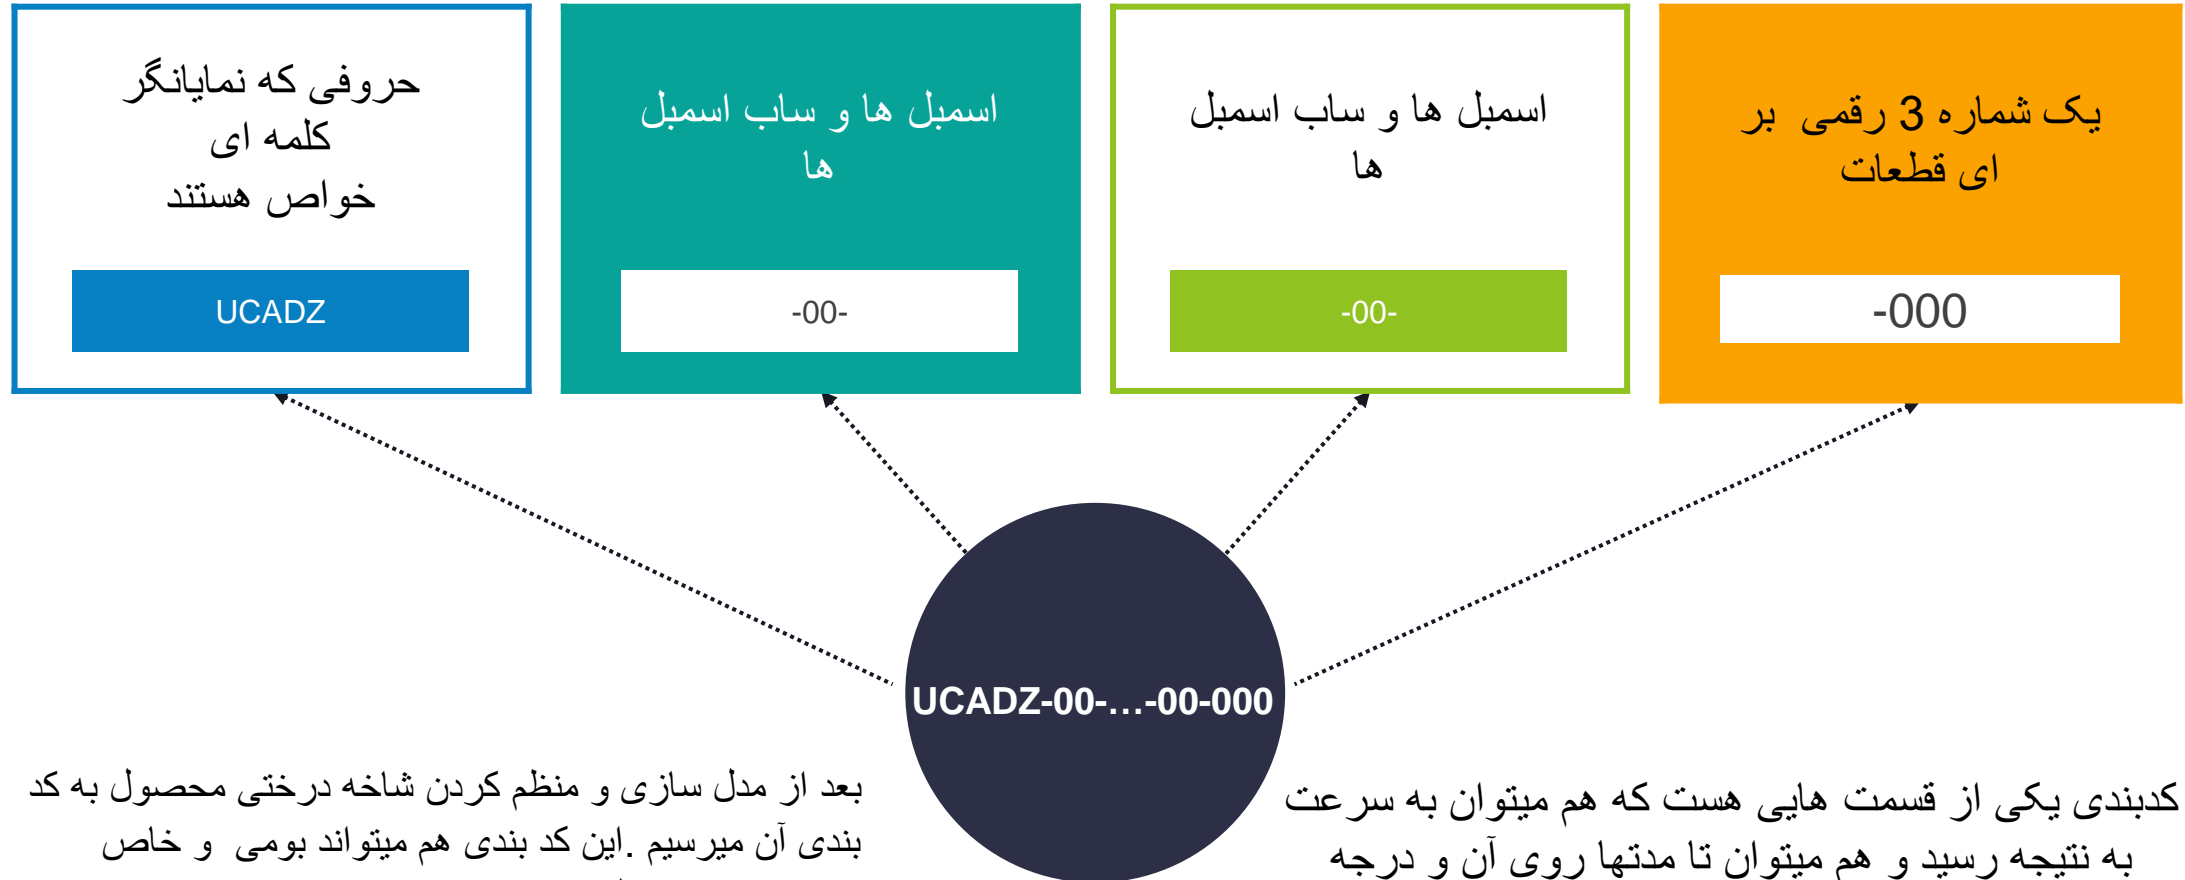 حروفی که نمایانگر
کلمه ای
خواص هستند
UCADZ
اسمبل ها و ساب اسمبل
ها
-00-
اسمبل ها و ساب اسمبل
ها
-00-
یک شماره 3 رقمی بر
ای قطعات
-000
UCADZ-00-…-00-000
کدبندی یکی از قسمت هایی هست که هم میتوان به سرعت
به نتیجه رسید و هم میتوان تا مدتها روی آن و درجه
بعد از مدل سازی و منظم کردن شاخه درختی محصول به کد
بندی آن میرسیم .این کد بندی هم میتواند بومی و خاص